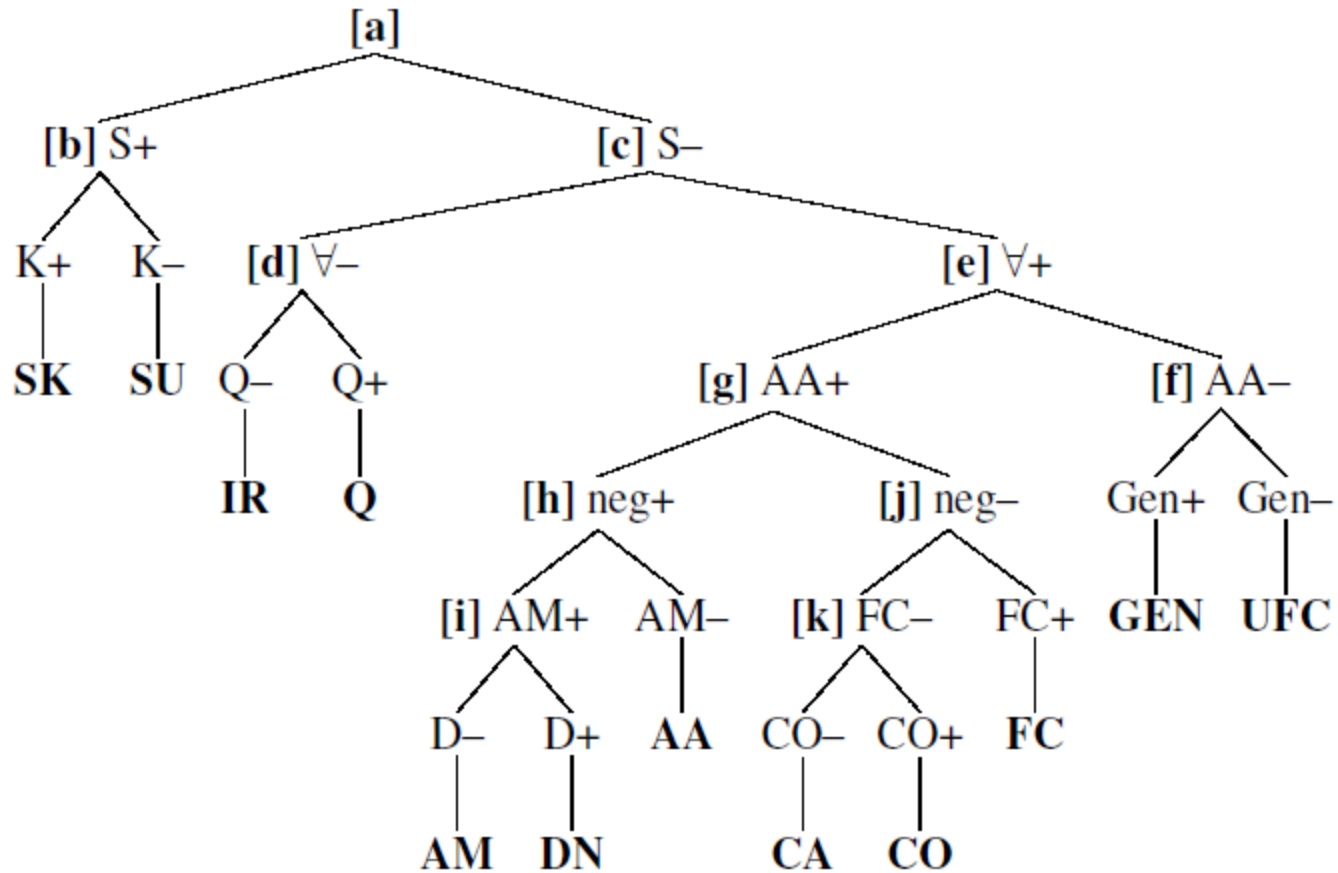 [a]
[b] S+ [c] S–
K+ K– [d] ∀– [e] ∀+
SK SU Q– Q+ [g] AA+ [f] AA–
IR Q [h] neg+ [j] neg– Gen+ Gen–
[i] AM+ AM– [k] FC– FC+ GEN UFC
D– D+ AA CO– CO+ FC
AM DN CA CO